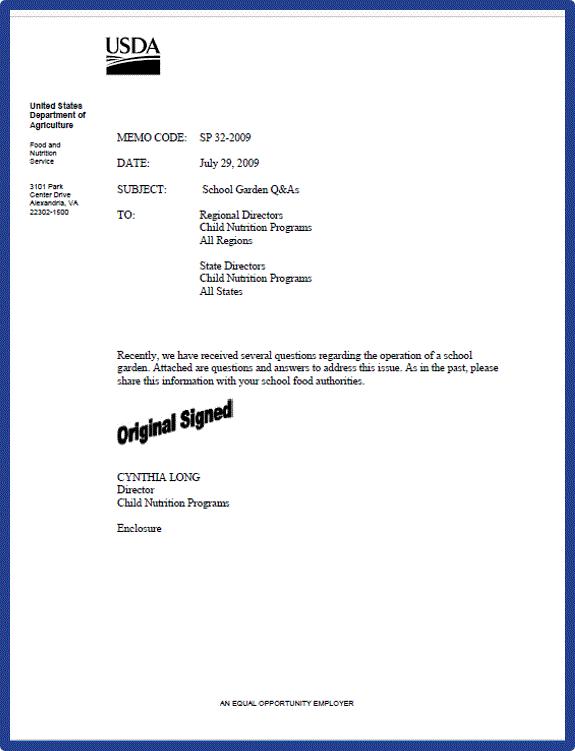 USDA
United States
Department of
Agriculture
Food and
Nutrition
Service
3101 Park
Center Drive
Alexandria, VA
22302-1500
MEMO CODE: SP 32-2009
DATE: July 29, 2009
SUBJECT: School Garden Q&As
TO: Regional Directors
Child Nutrition Programs
All Regions
State Directors
Child Nutrition Programs
All States
Recently, we have received several questions regarding the operation of a school
garden. Attached are questions and answers to address this issue. As in the past, please
share this information with your school food authorities.
Original Signed
CYNTHIA LONG
Director
Child Nutrition Programs
Enclosure
AN EQUAL OPPORTUNITY EMPLOYER